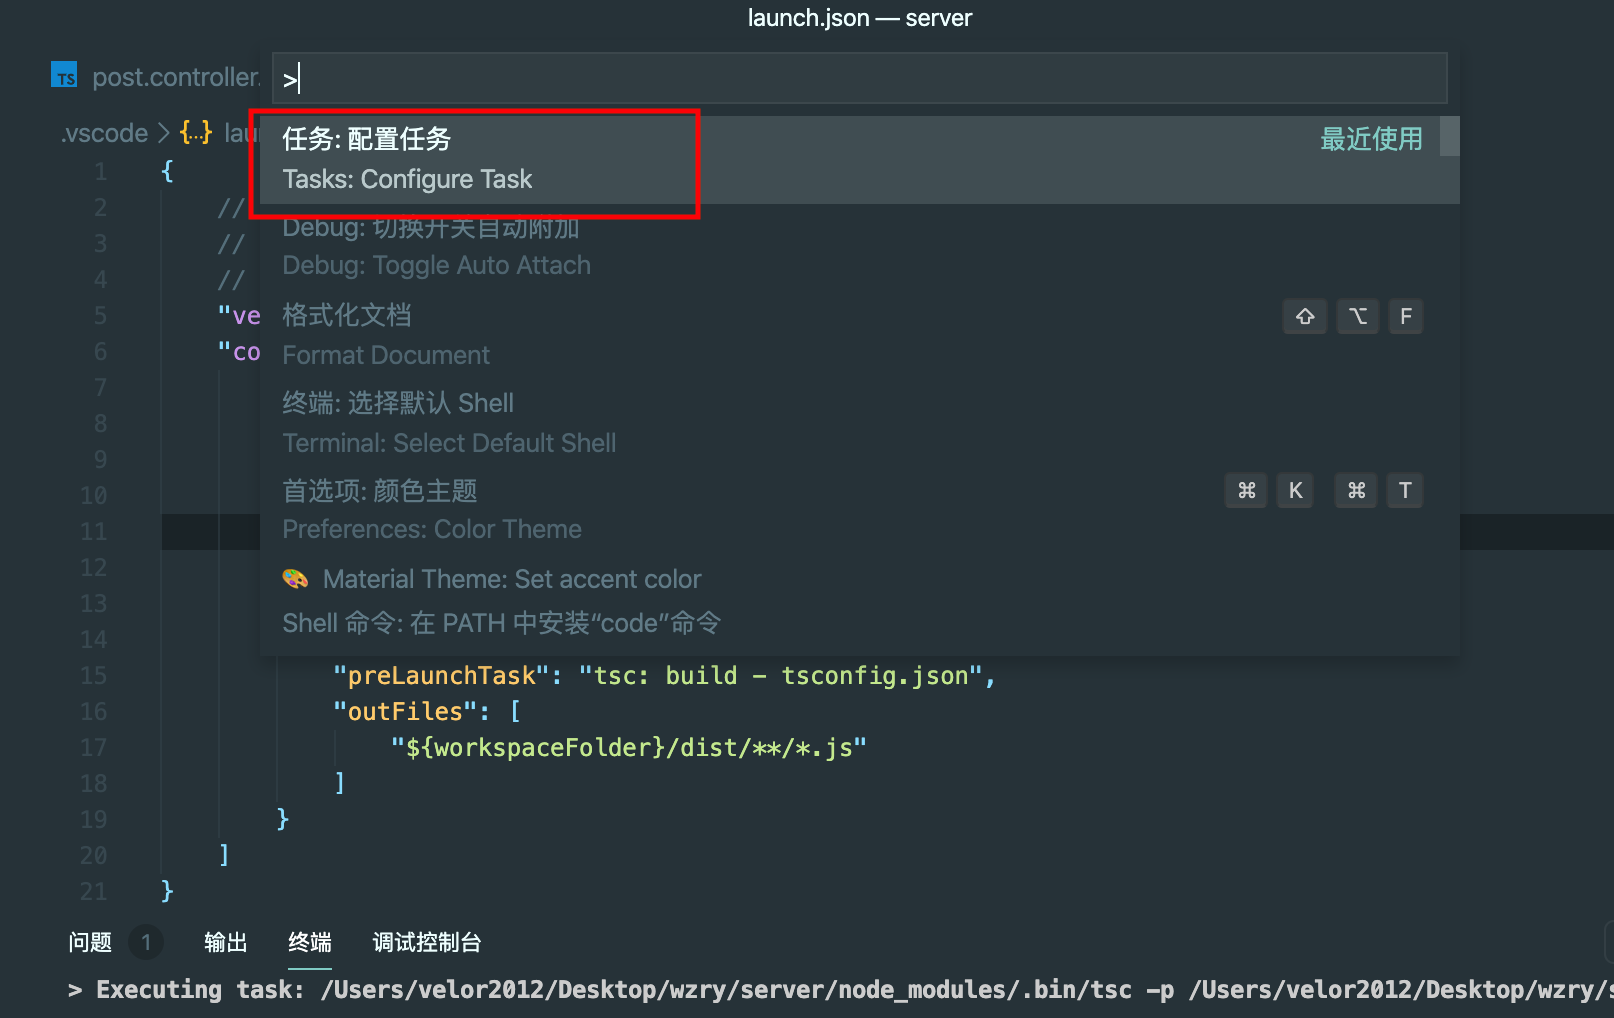 launch.json — server
TS post.controller.
>
.vscode > {...} lau
任务: 配置任务
最近使用
Tasks: Configure Task
Debug: 切换开关自动附加
Debug: Toggle Auto Attach
格式化文档
⇧ ⌥ F
Format Document
终端: 选择默认 Shell
Terminal: Select Default Shell
首选项: 颜色主题
⌘ K ⌘ T
Preferences: Color Theme
🎨 Material Theme: Set accent color
Shell 命令: 在 PATH 中安装“code”命令
1 {
2 //
3 //
4 //
5 "ve
6 "co
7
8
9
10
11
12
13
14
15 "preLaunchTask": "tsc: build - tsconfig.json",
16 "outFiles": [
17 "${workspaceFolder}/dist/**/*.js"
18 ]
19 }
20 ]
21 }
问题 1 输出 终端 调试控制台
> Executing task: /Users/velor2012/Desktop/wzry/server/node_modules/.bin/tsc -p /Users/velor2012/Desktop/wzry/s